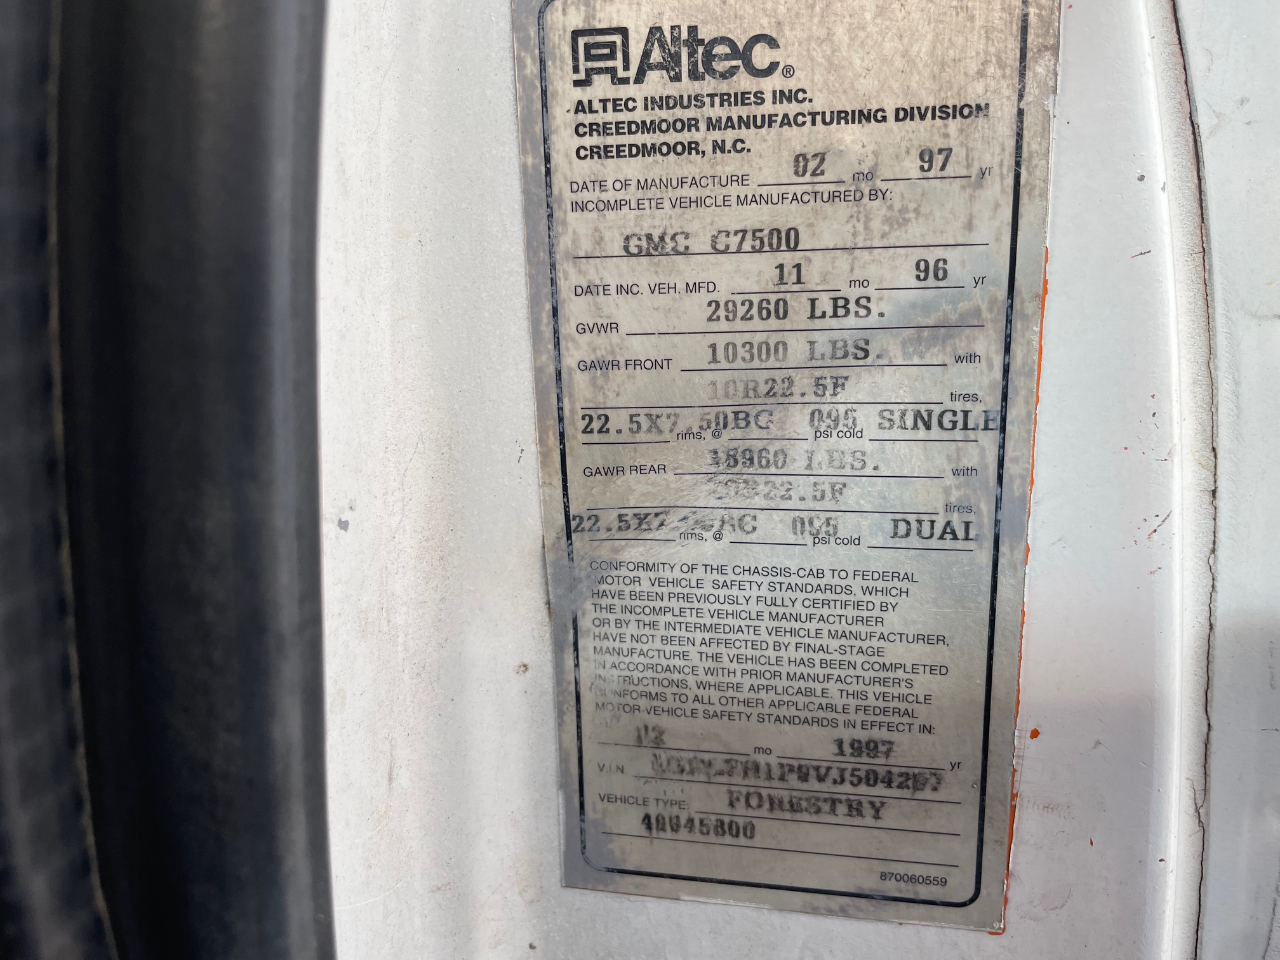 Altec®
ALTEC INDUSTRIES INC.
CREEDMOOR MANUFACTURING DIVISION
CREEDMOOR, N.C.
DATE OF MANUFACTURE 02 mo 97 yr
INCOMPLETE VEHICLE MANUFACTURED BY:
GMC C7500
DATE INC. VEH. MFD. 11 mo 96 yr
GVWR 29260 LBS.
GAWR FRONT 10300 LBS. with
10R22.5F tires,
22.5X7.50BC rims, @ 095 psi cold SINGLE
GAWR REAR 18960 LBS. with
tires,
rims, @ 095 psi cold DUAL
CONFORMITY OF THE CHASSIS-CAB TO FEDERAL
MOTOR VEHICLE SAFETY STANDARDS, WHICH
HAVE BEEN PREVIOUSLY FULLY CERTIFIED BY
THE INCOMPLETE VEHICLE MANUFACTURER
OR BY THE INTERMEDIATE VEHICLE MANUFACTURER,
HAVE NOT BEEN AFFECTED BY FINAL-STAGE
MANUFACTURE. THE VEHICLE HAS BEEN COMPLETED
IN ACCORDANCE WITH PRIOR MANUFACTURER'S
INSTRUCTIONS, WHERE APPLICABLE. THIS VEHICLE
CONFORMS TO ALL OTHER APPLICABLE FEDERAL
MOTOR-VEHICLE SAFETY STANDARDS IN EFFECT IN:
mo 1997 yr
V.I.N.
VEHICLE TYPE: FORESTRY
870060559